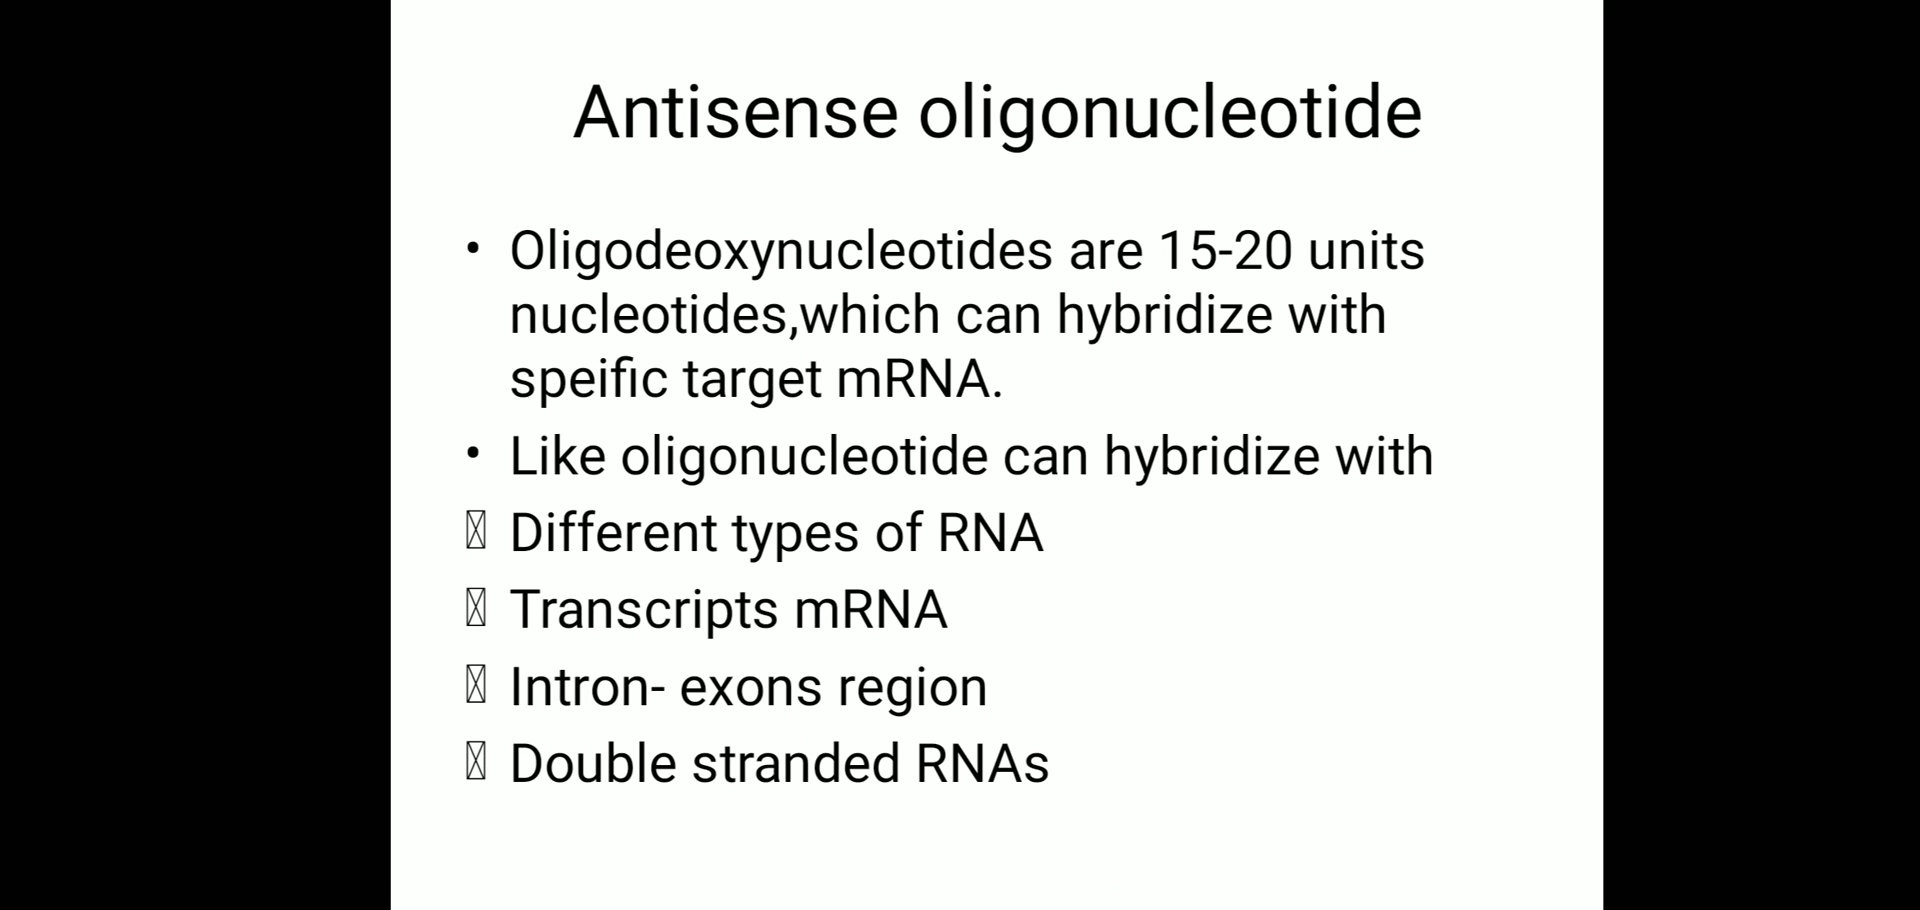 Antisense oligonucleotide
• Oligodeoxynucleotides are 15-20 units
nucleotides,which can hybridize with
speific target mRNA.
• Like oligonucleotide can hybridize with
Different types of RNA
Transcripts mRNA
Intron- exons region
Double stranded RNAs